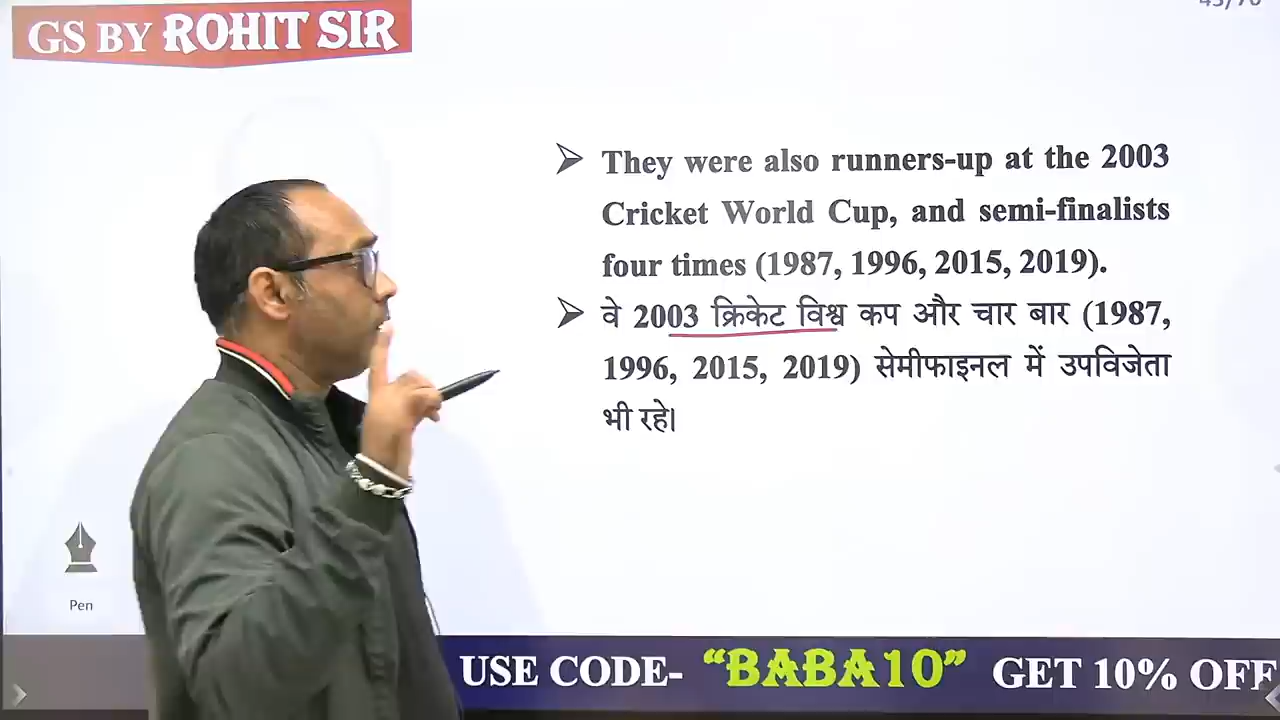 GS BY ROHIT SIR
➢ They were also runners-up at the 2003
Cricket World Cup, and semi-finalists
four times (1987, 1996, 2015, 2019).
➢ वे 2003 क्रिकेट विश्व कप और चार बार (1987,
1996, 2015, 2019) सेमीफाइनल में उपविजेता
भी रहे।
Pen
USE CODE- “BABA10” GET 10% OFF